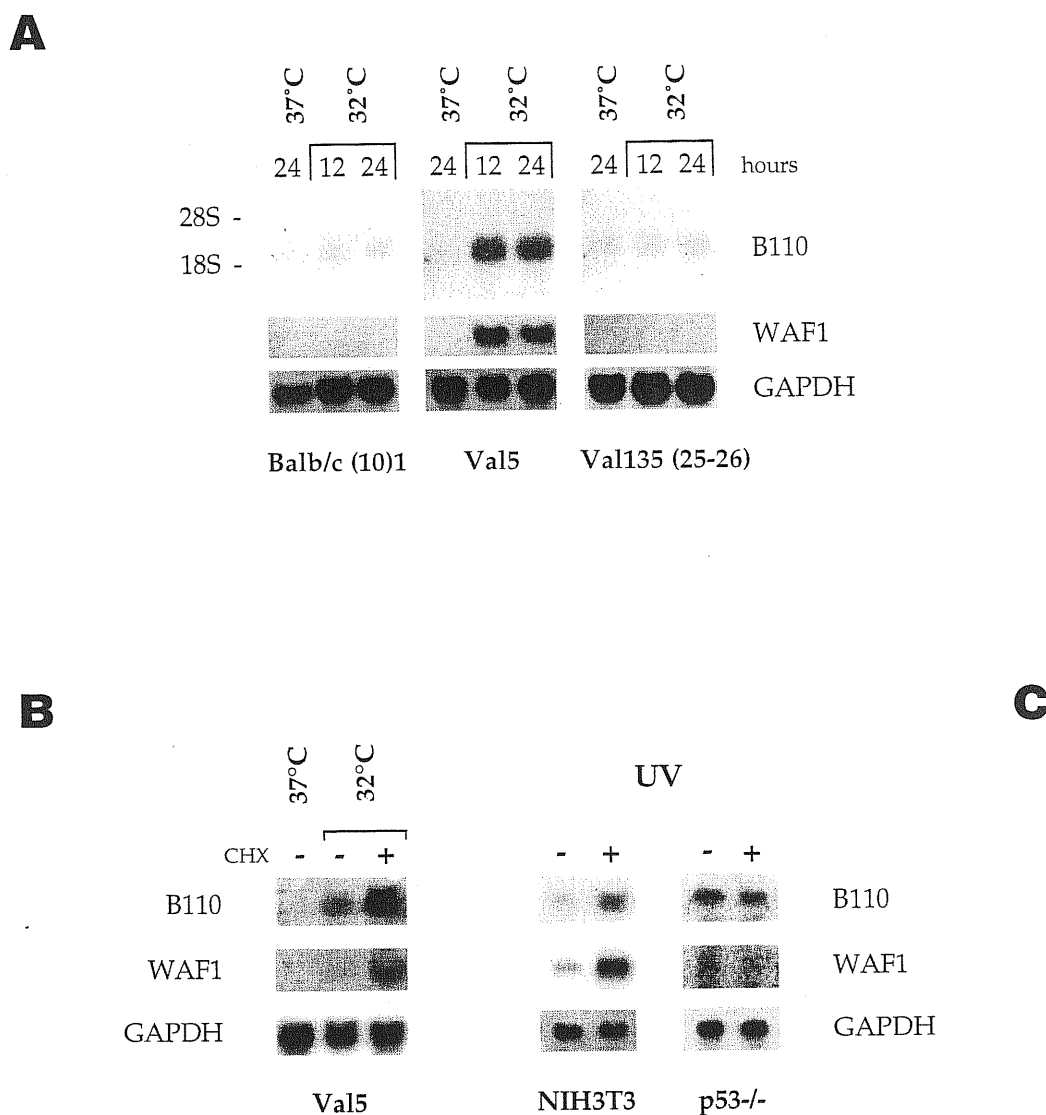 A
37°C 32°C 37°C 32°C 37°C 32°C
24 12 24 24 12 24 24 12 24 hours
28S -
B110
18S -
WAF1
GAPDH
Balb/c (10)1 Val5 Val135 (25-26)
B C
37°C 32°C UV
CHX - - + - + - +
B110 B110
WAF1 WAF1
GAPDH GAPDH
Val5 NIH3T3 p53-/-